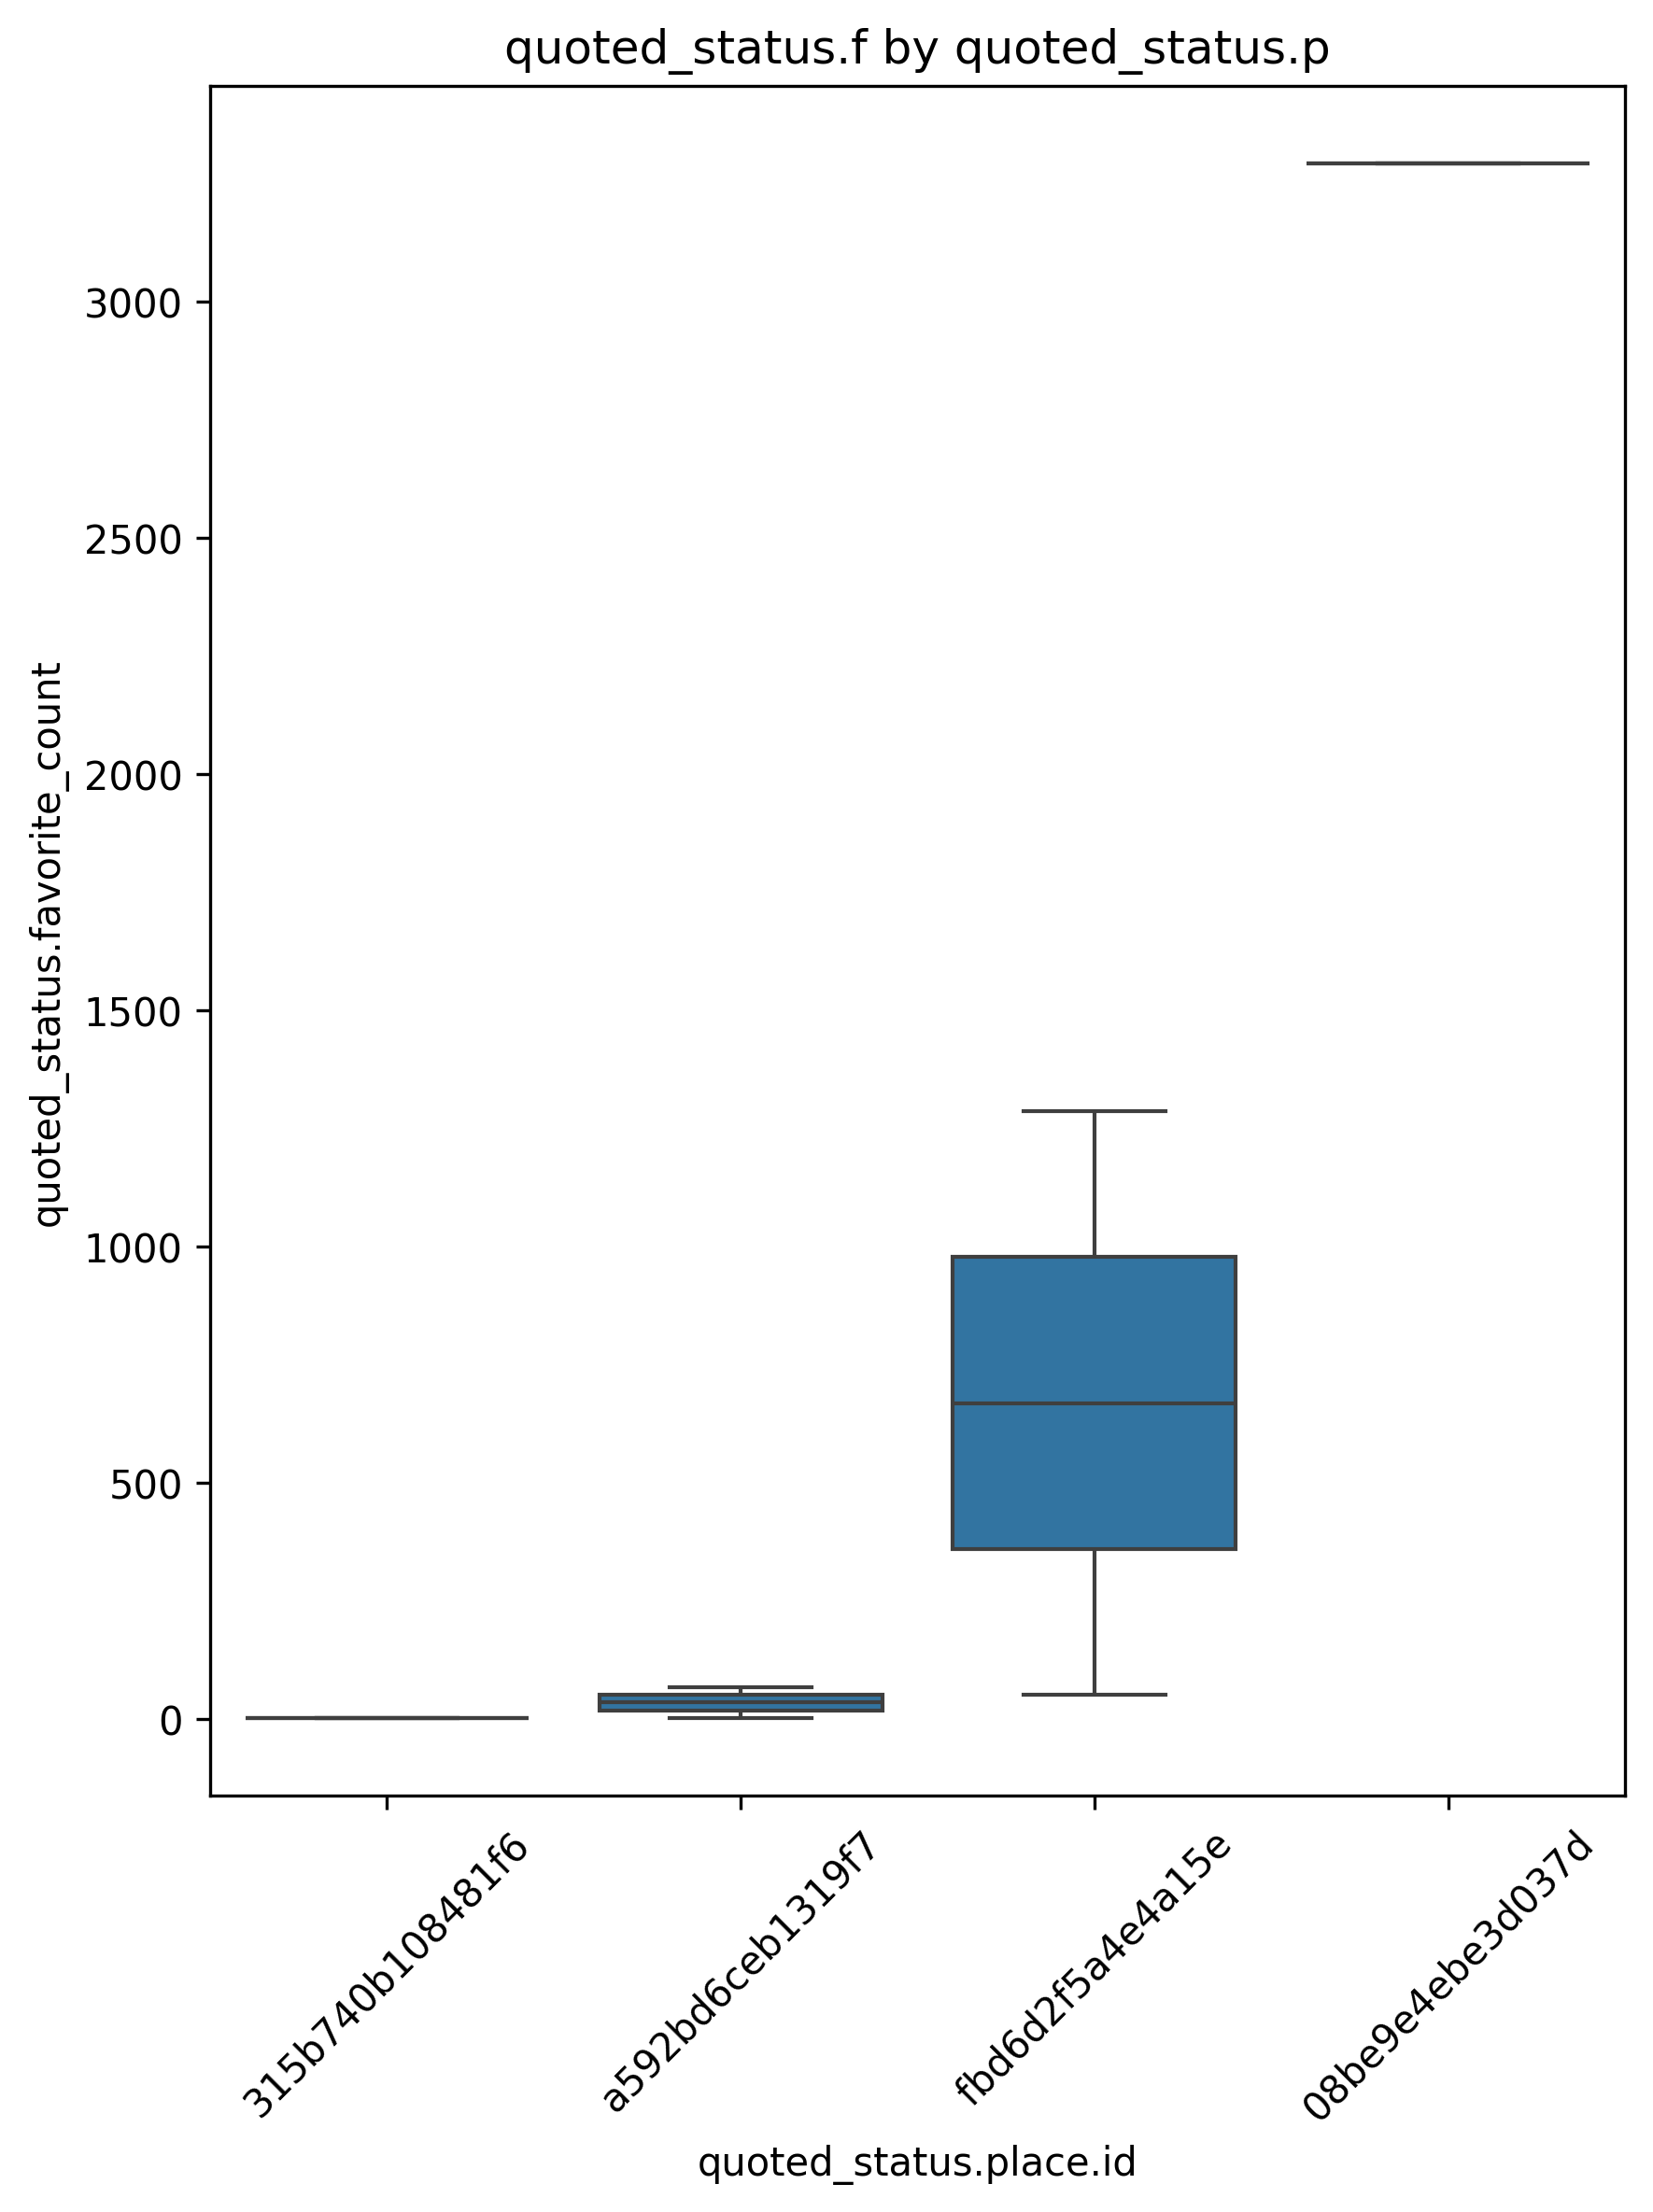 quoted_status.f by quoted_status.p
quoted_status.favorite_count
3000
2500
2000
1500
1000
500
0
315b740b108481f6
a592bd6ceb1319f7
fbd6d2f5a4e4a15e
08be9e4ebe3d037d
quoted_status.place.id